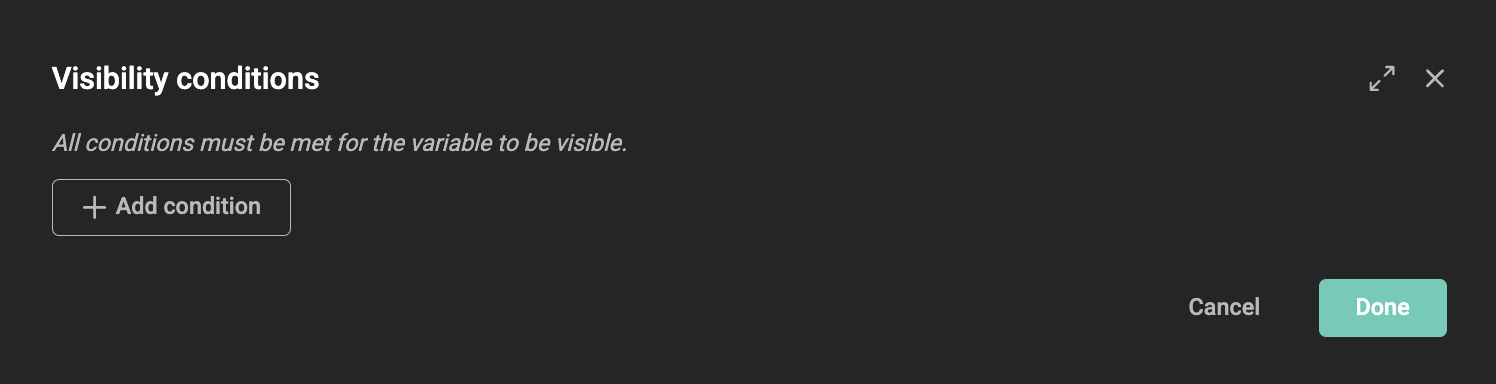 Visibility conditions
All conditions must be met for the variable to be visible.
Add condition
Cancel
Done